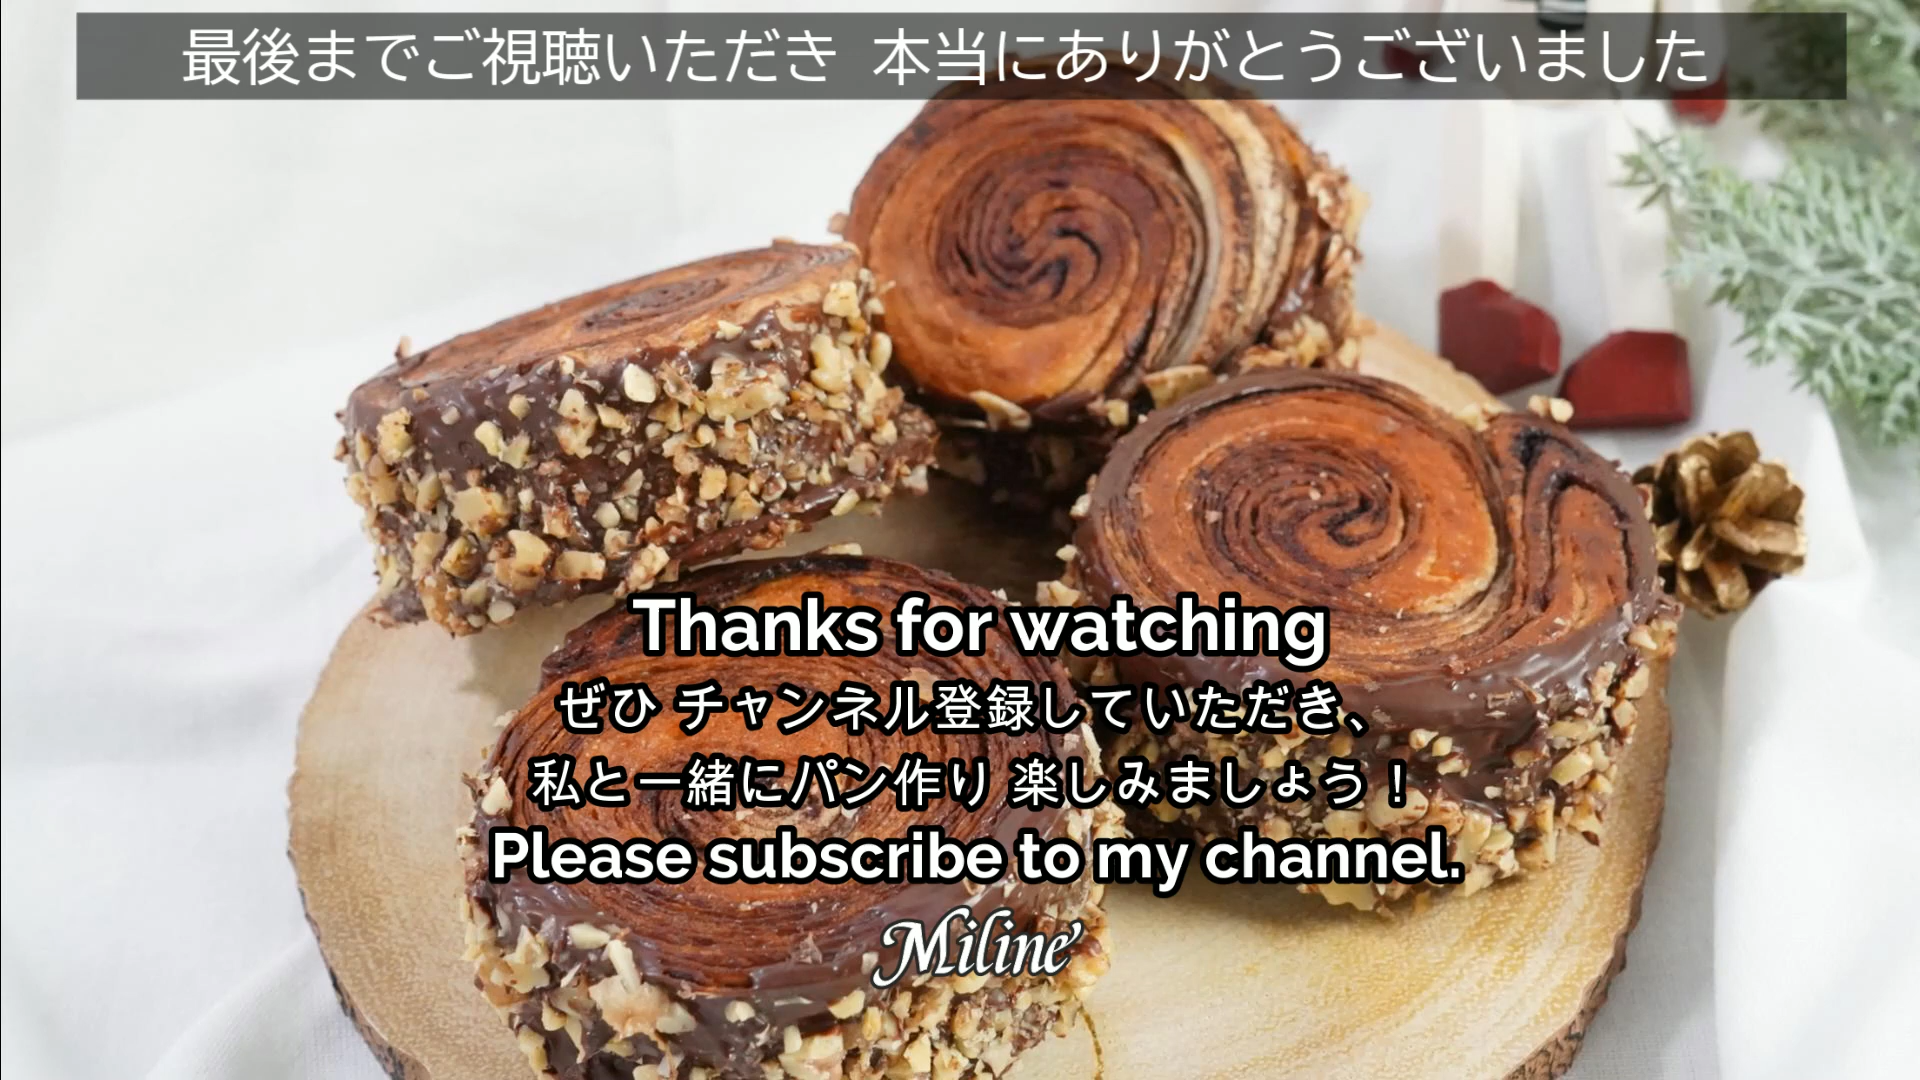 最後までご視聴いただき 本当にありがとうございました
Thanks for watching
ぜひ チャンネル登録していただき、
私と一緒にパン作り 楽しみましょう！
Please subscribe to my channel.
Miline